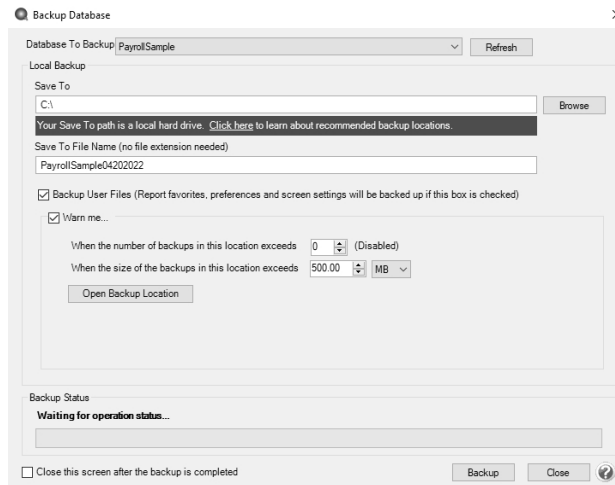 Backup Database
Database To Backup PayrollSample Refresh
Local Backup
Save To
C:\ Browse
Your Save To path is a local hard drive. Click here to learn about recommended backup locations.
Save To File Name (no file extension needed)
PayrollSample04202022
Backup User Files (Report favorites, preferences and screen settings will be backed up if this box is checked)
Warn me...
When the number of backups in this location exceeds 0 (Disabled)
When the size of the backups in this location exceeds 500.00 MB
Open Backup Location
Backup Status
Waiting for operation status...
Close this screen after the backup is completed Backup Close ?